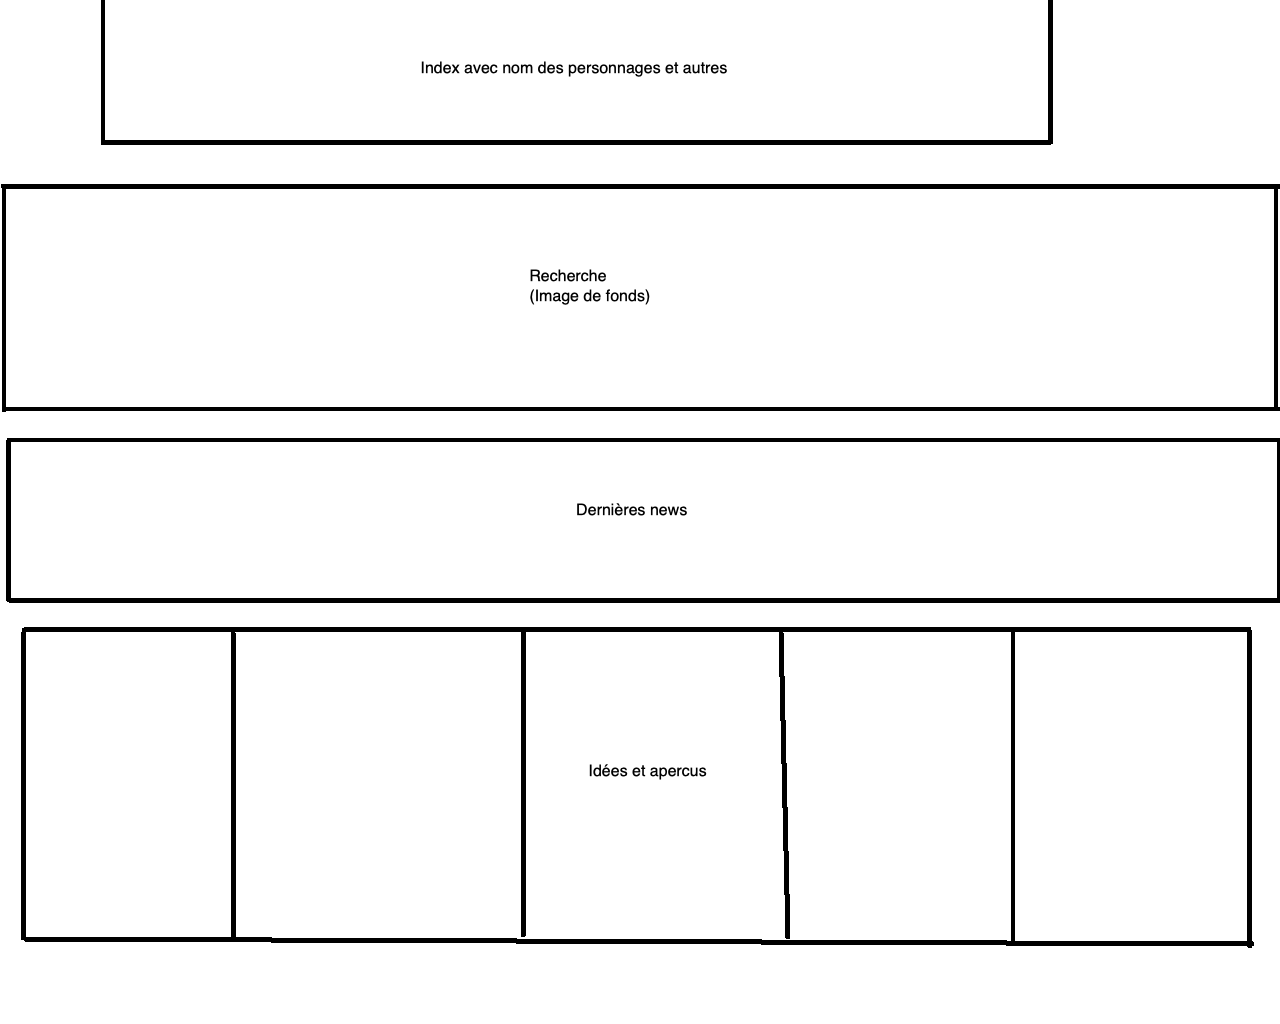 Index avec nom des personnages et autres
Recherche
(Image de fonds)
Dernières news
Idées et apercus